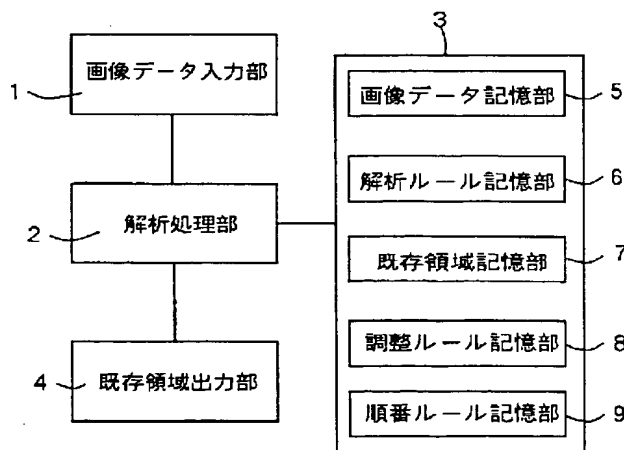 1
画像データ入力部
2
解析処理部
4
既存領域出力部
3
画像データ記憶部
5
解析ルール記憶部
6
既存領域記憶部
7
調整ルール記憶部
8
順番ルール記憶部
9